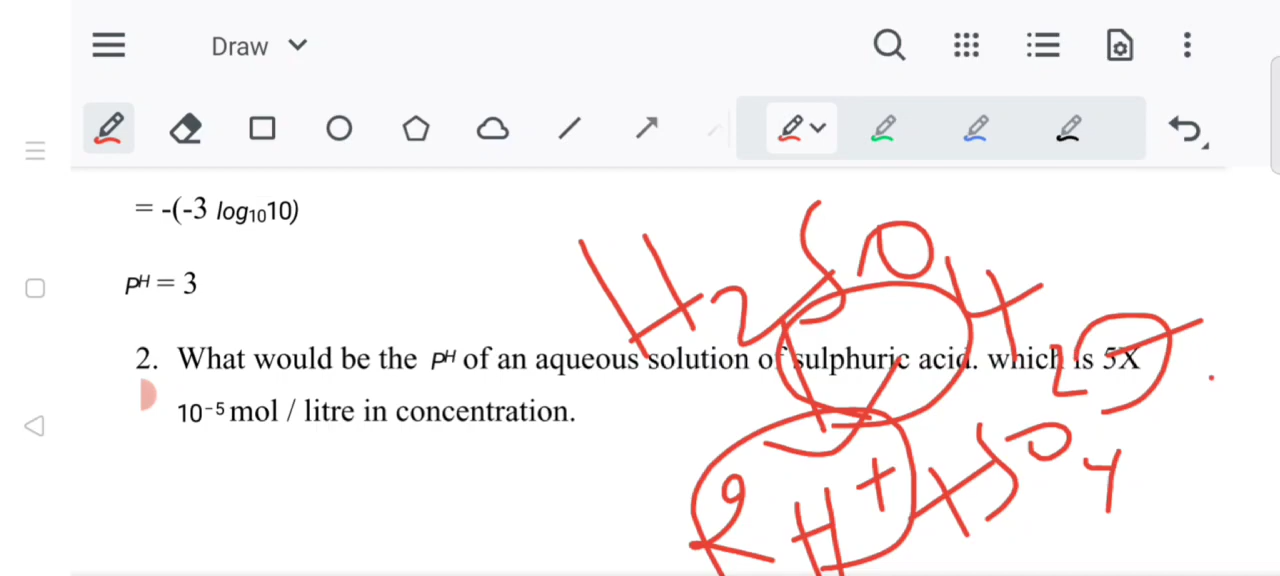 Draw
= -(-3 log₁₀10)
pH = 3
H2SO4
2. What would be the pH of an aqueous solution of sulphuric acid. which is 5X
10⁻⁵ mol / litre in concentration.
2H+ + SO4